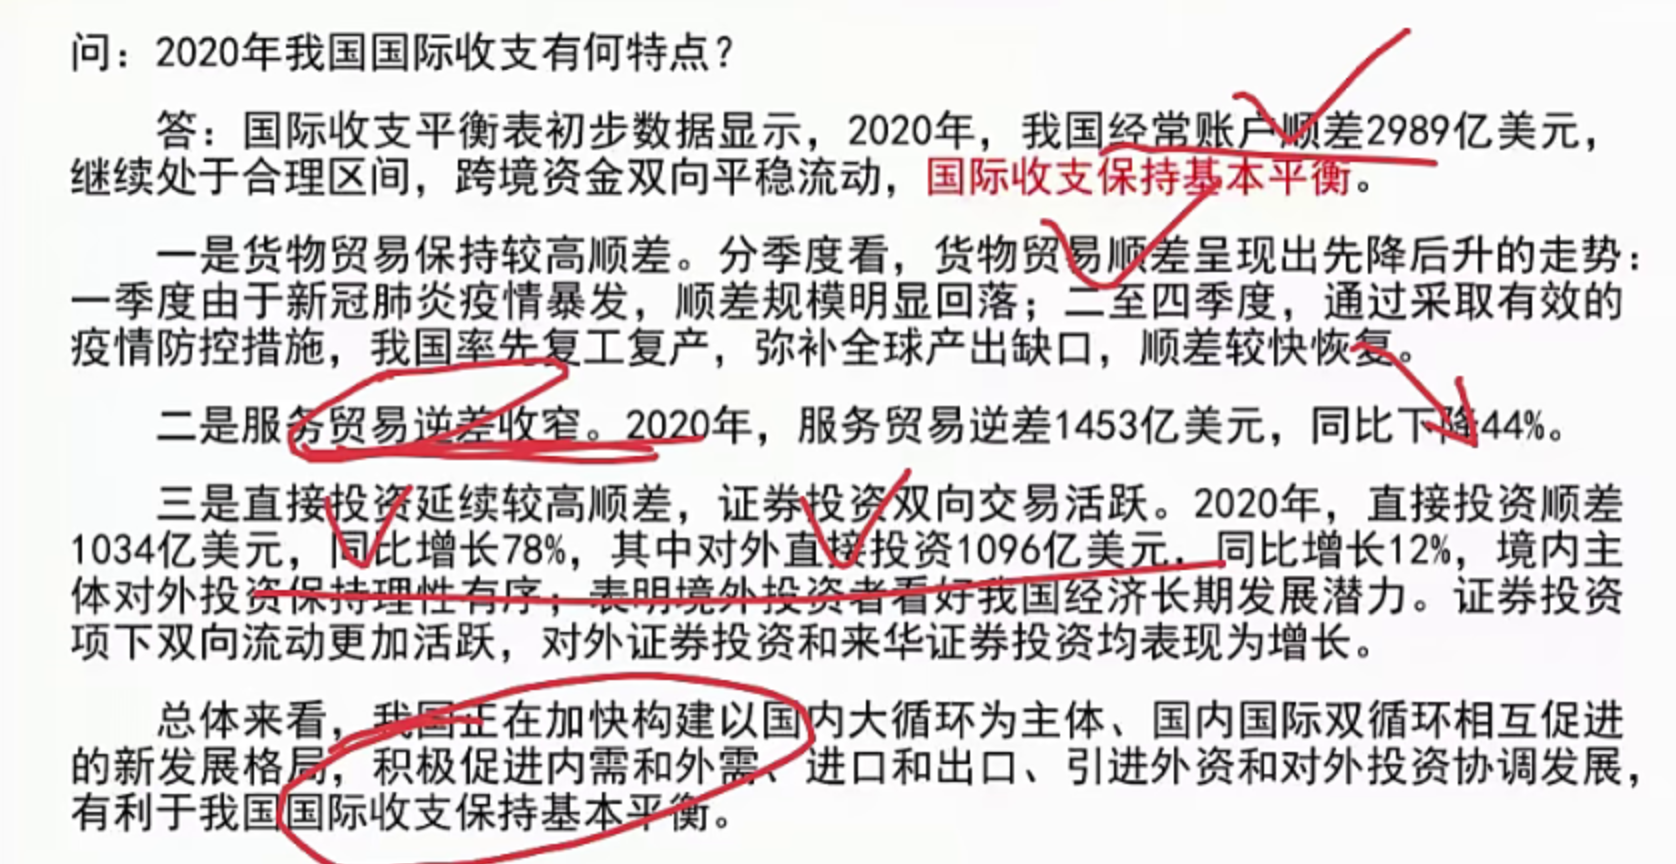 问：2020年我国国际收支有何特点？
答：国际收支平衡表初步数据显示，2020年，我国经常账户顺差2989亿美元，
继续处于合理区间，跨境资金双向平稳流动，国际收支保持基本平衡。
一是货物贸易保持较高顺差。分季度看，货物贸易顺差呈现出先降后升的走势：
一季度由于新冠肺炎疫情暴发，顺差规模明显回落；二至四季度，通过采取有效的
疫情防控措施，我国率先复工复产，弥补全球产出缺口，顺差较快恢复。
二是服务贸易逆差收窄。2020年，服务贸易逆差1453亿美元，同比下降44%。
三是直接投资延续较高顺差，证券投资双向交易活跃。2020年，直接投资顺差
1034亿美元，同比增长78%，其中对外直接投资1096亿美元，同比增长12%，境内主
体对外投资保持理性有序；表明境外投资者看好我国经济长期发展潜力。证券投资
项下双向流动更加活跃，对外证券投资和来华证券投资均表现为增长。
总体来看，我国正在加快构建以国内大循环为主体、国内国际双循环相互促进
的新发展格局，积极促进内需和外需、进口和出口、引进外资和对外投资协调发展，
有利于我国国际收支保持基本平衡。